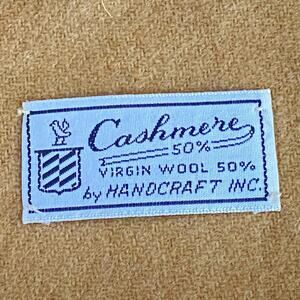 Cashmere
50%
VIRGIN WOOL 50%
by HANDCRAFT INC.